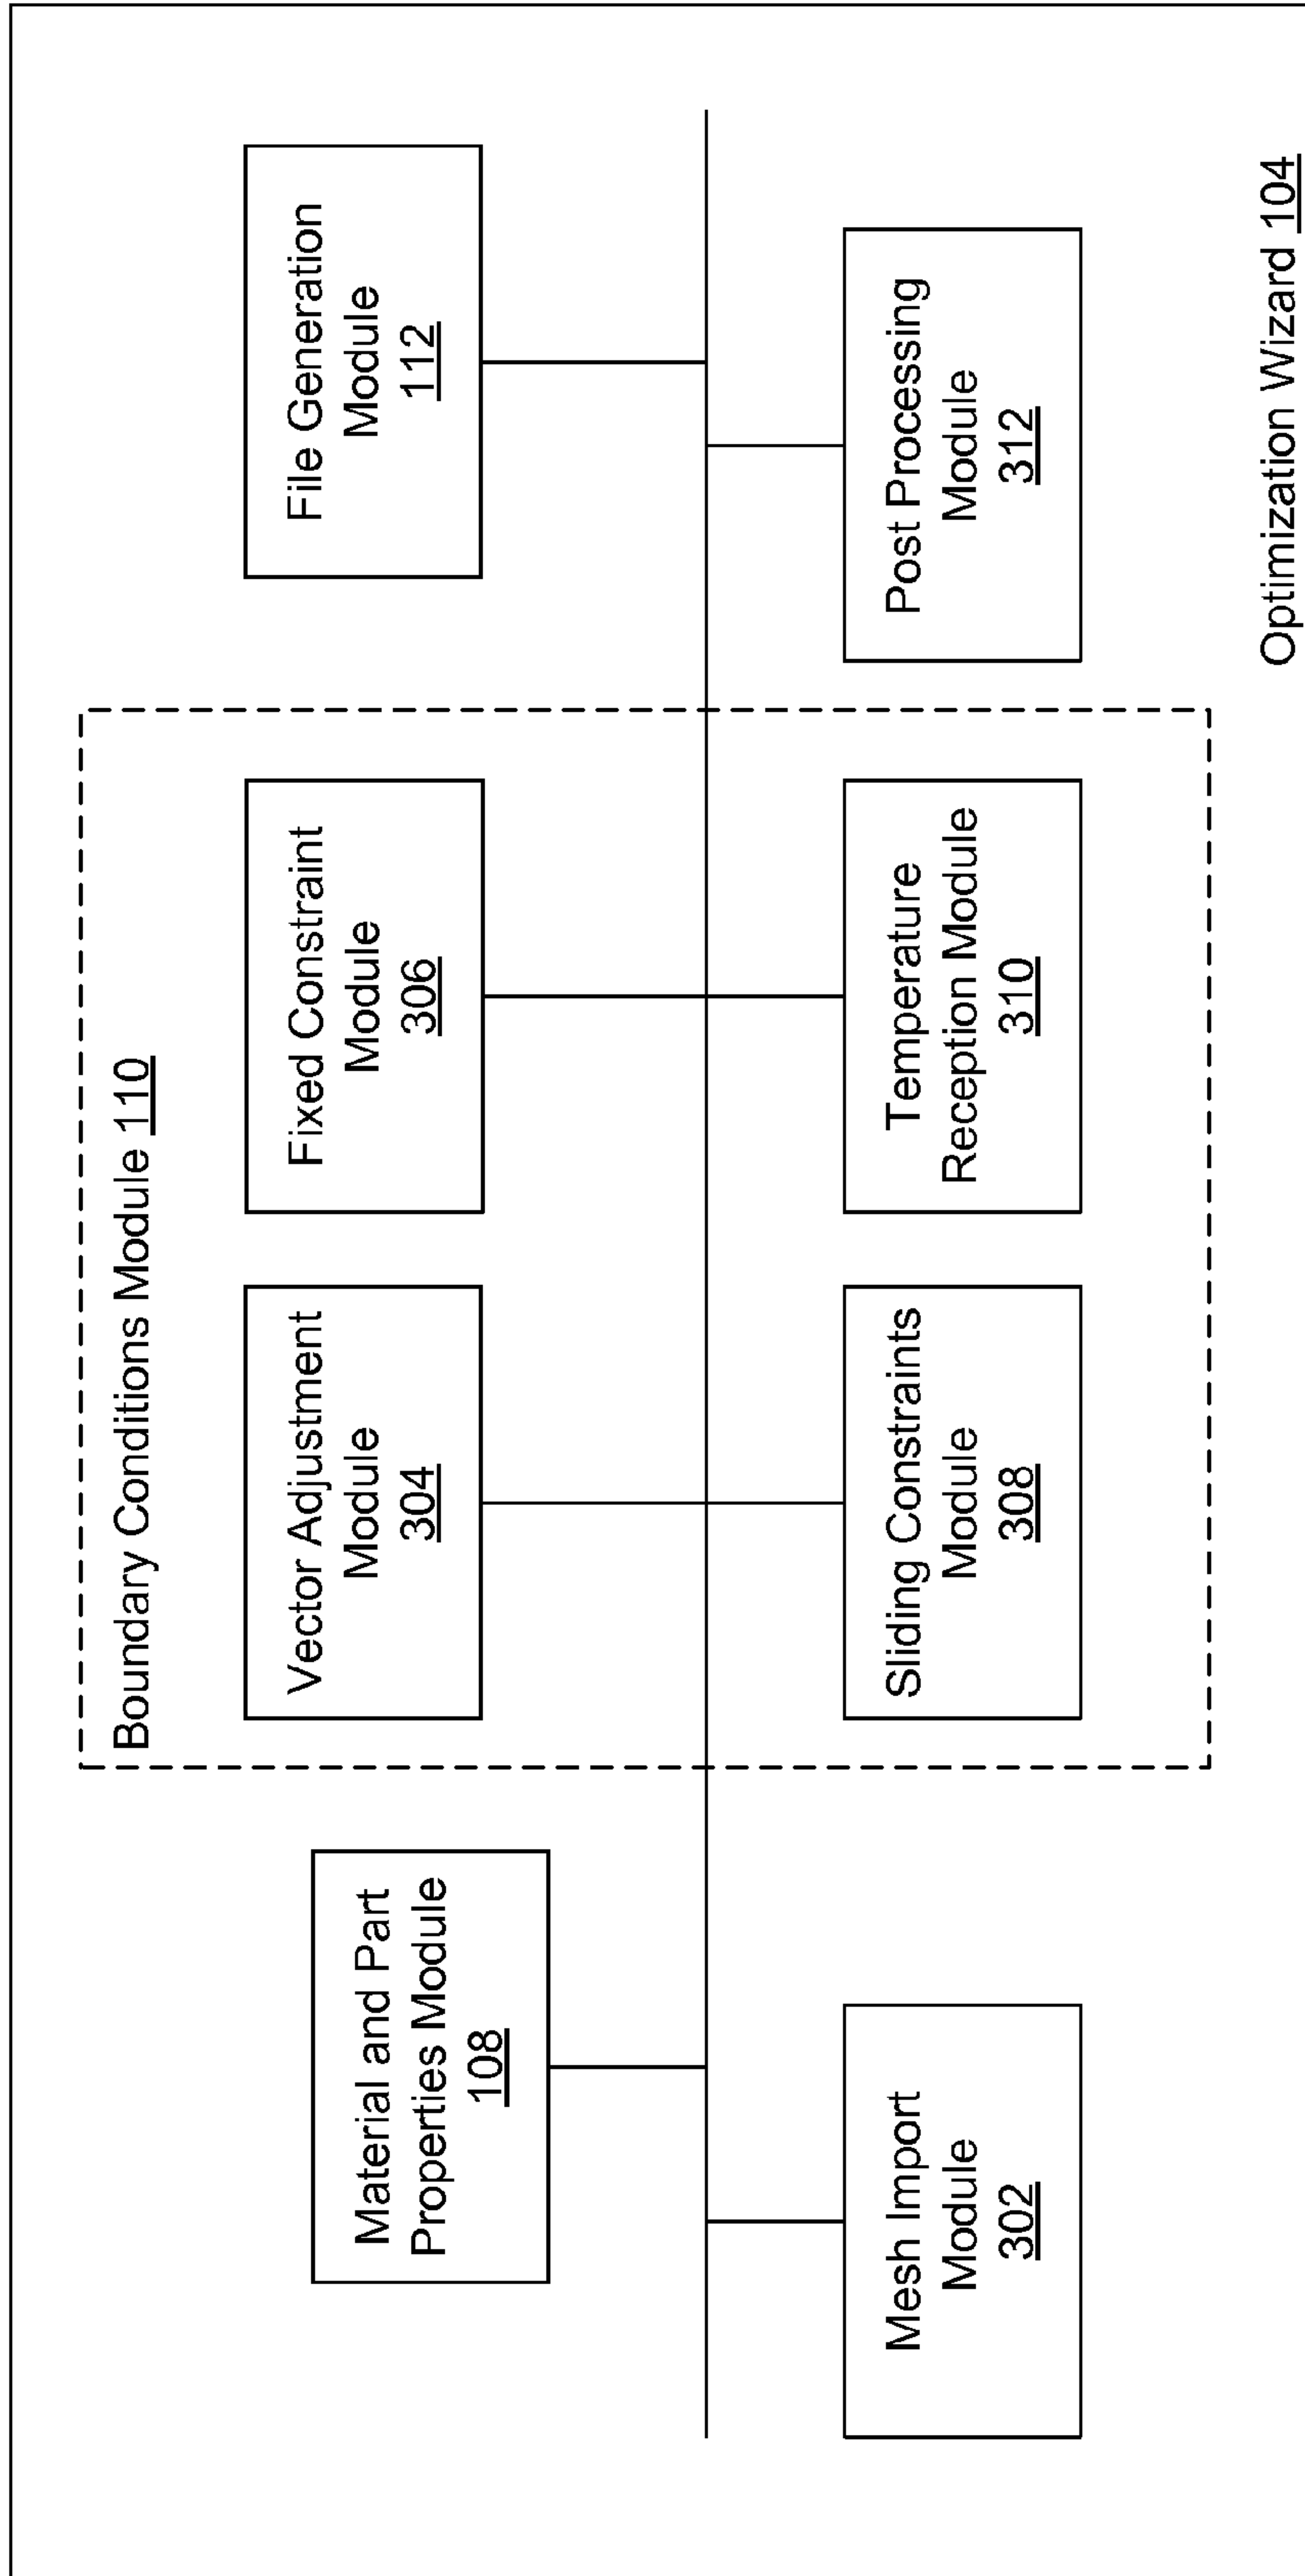 Boundary Conditions Module 110
Material and Part
Properties Module
108
Vector Adjustment
Module
304
Fixed Constraint
Module
306
File Generation
Module
112
Mesh Import
Module
302
Sliding Constraints
Module
308
Temperature
Reception Module
310
Post Processing
Module
312
Optimization Wizard 104